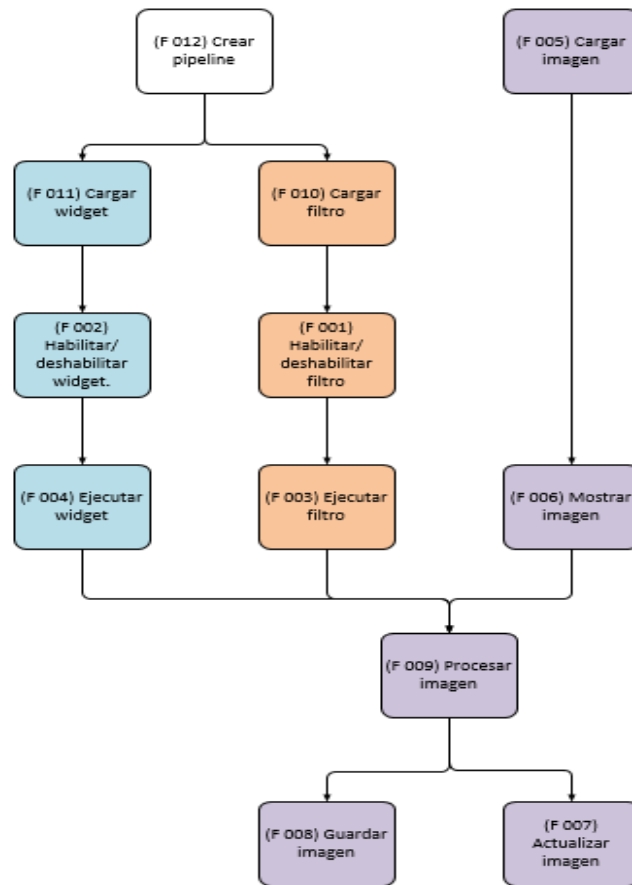 (F 012) Crear
pipeline
(F 005) Cargar
imagen
(F 011) Cargar
widget
(F 010) Cargar
filtro
(F 002)
Habilitar/
deshabilitar
widget.
(F 001)
Habilitar/
deshabilitar
filtro
(F 004) Ejecutar
widget
(F 003) Ejecutar
filtro
(F 006) Mostrar
imagen
(F 009) Procesar
imagen
(F 008) Guardar
imagen
(F 007)
Actualizar
imagen